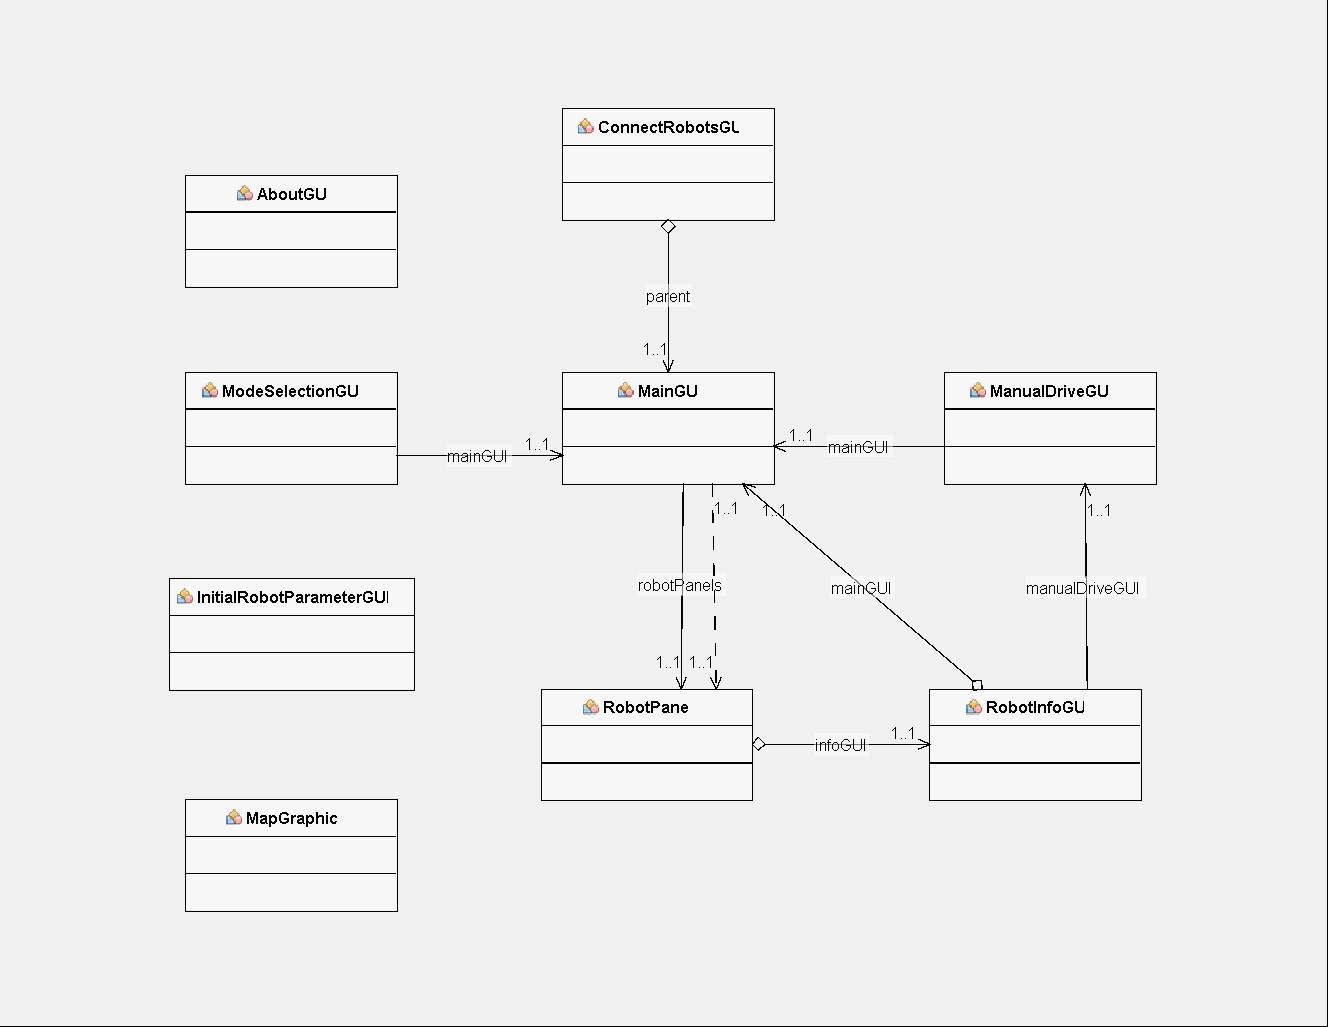 ConnectRobotsGU
AboutGU
parent
1..1
ModeSelectionGU
MainGU
ManualDriveGU
mainGUI
1..1
1..1
mainGUI
1..1
1..1
1..1
robotPanels
mainGUI
manualDriveGUI
InitialRobotParameterGUI
1..1
1..1
RobotPane
RobotInfoGU
infoGUI
1..1
MapGraphic